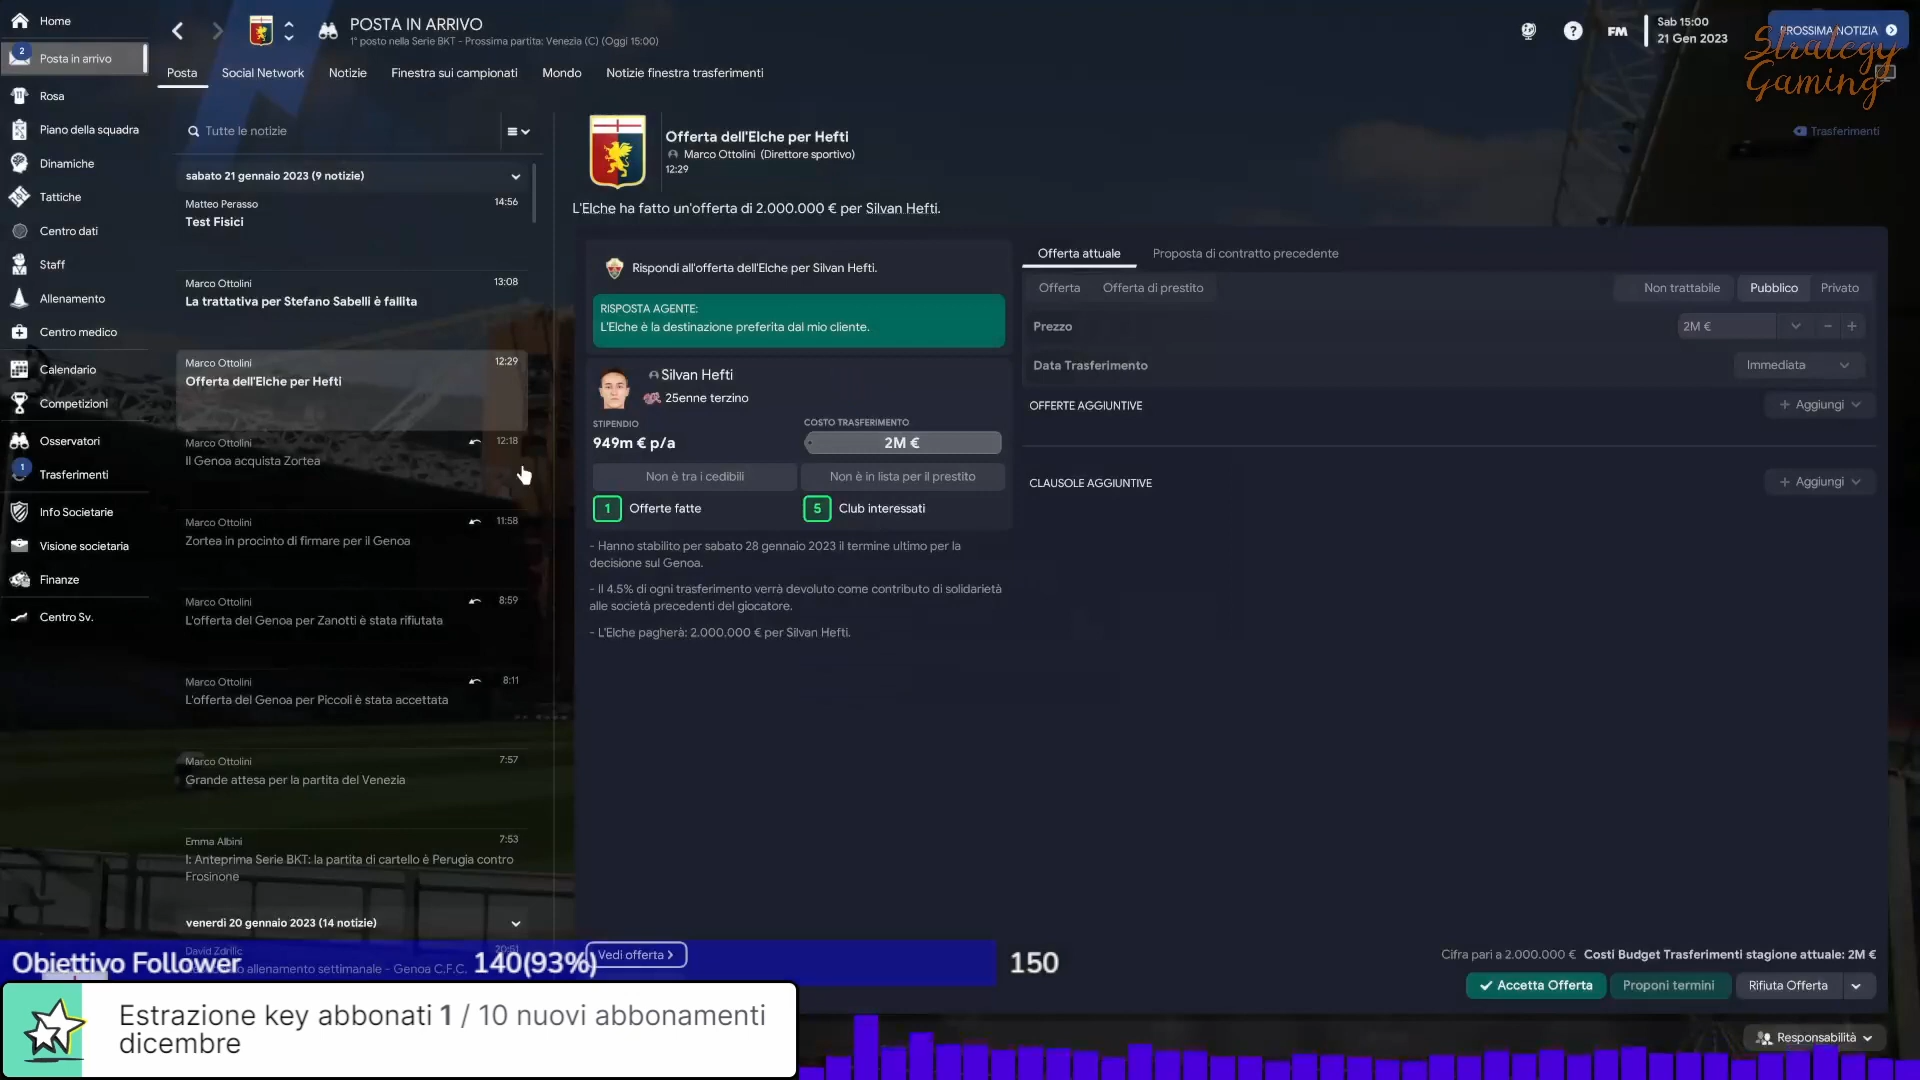 Home
2
Posta in arrivo
Rosa
Piano della squadra
Dinamiche
Tattiche
Centro dati
Staff
Allenamento
Centro medico
Calendario
Competizioni
Osservatori
1
Trasferimenti
Info Societarie
Visione societaria
Finanze
Centro Sv.
POSTA IN ARRIVO
1° posto nella Serie BKT - Prossima partita: Venezia (C) (Oggi 15:00)
FM
Sab 15:00
21 Gen 2023
PROSSIMA NOTIZIA
Strategy
Gaming
Posta
Social Network
Notizie
Finestra sui campionati
Mondo
Notizie finestra trasferimenti
Tutte le notizie
sabato 21 gennaio 2023 (9 notizie)
Matteo Perasso
14:56
Test Fisici
Marco Ottolini
13:08
La trattativa per Stefano Sabelli è fallita
Marco Ottolini
12:29
Offerta dell'Elche per Hefti
Marco Ottolini
12:18
Il Genoa acquista Zortea
Marco Ottolini
11:58
Zortea in procinto di firmare per il Genoa
Marco Ottolini
8:59
L'offerta del Genoa per Zanotti è stata rifiutata
Marco Ottolini
8:11
L'offerta del Genoa per Piccoli è stata accettata
Marco Ottolini
7:57
Grande attesa per la partita del Venezia
Emma Albini
7:53
I: Anteprima Serie BKT: la partita di cartello è Perugia contro
Frosinone
venerdì 20 gennaio 2023 (14 notizie)
David Zdrilic
20:51
allenamento settimanale - Genoa C.F.C.
Offerta dell'Elche per Hefti
Marco Ottolini (Direttore sportivo)
12:29
Trasferimenti
L'Elche ha fatto un'offerta di 2.000.000 € per Silvan Hefti.
Rispondi all'offerta dell'Elche per Silvan Hefti.
RISPOSTA AGENTE:
L'Elche è la destinazione preferita dal mio cliente.
Silvan Hefti
25enne terzino
STIPENDIO
949m € p/a
COSTO TRASFERIMENTO
2M €
Non è tra i cedibili
Non è in lista per il prestito
1 Offerte fatte
5 Club interessati
- Hanno stabilito per sabato 28 gennaio 2023 il termine ultimo per la
decisione sul Genoa.
- Il 4.5% di ogni trasferimento verrà devoluto come contributo di solidarietà
alle società precedenti del giocatore.
- L'Elche pagherà: 2.000.000 € per Silvan Hefti.
Offerta attuale
Proposta di contratto precedente
Offerta
Offerta di prestito
Non trattabile
Pubblico
Privato
Prezzo
2M €
Data Trasferimento
Immediata
OFFERTE AGGIUNTIVE
Aggiungi
CLAUSOLE AGGIUNTIVE
Aggiungi
Vedi offerta
Cifra pari a 2.000.000 € Costi Budget Trasferimenti stagione attuale: 2M €
Accetta Offerta
Proponi termini
Rifiuta Offerta
Responsabilità
Obiettivo Follower
140(93%)
150
Estrazione key abbonati 1 / 10 nuovi abbonamenti
dicembre